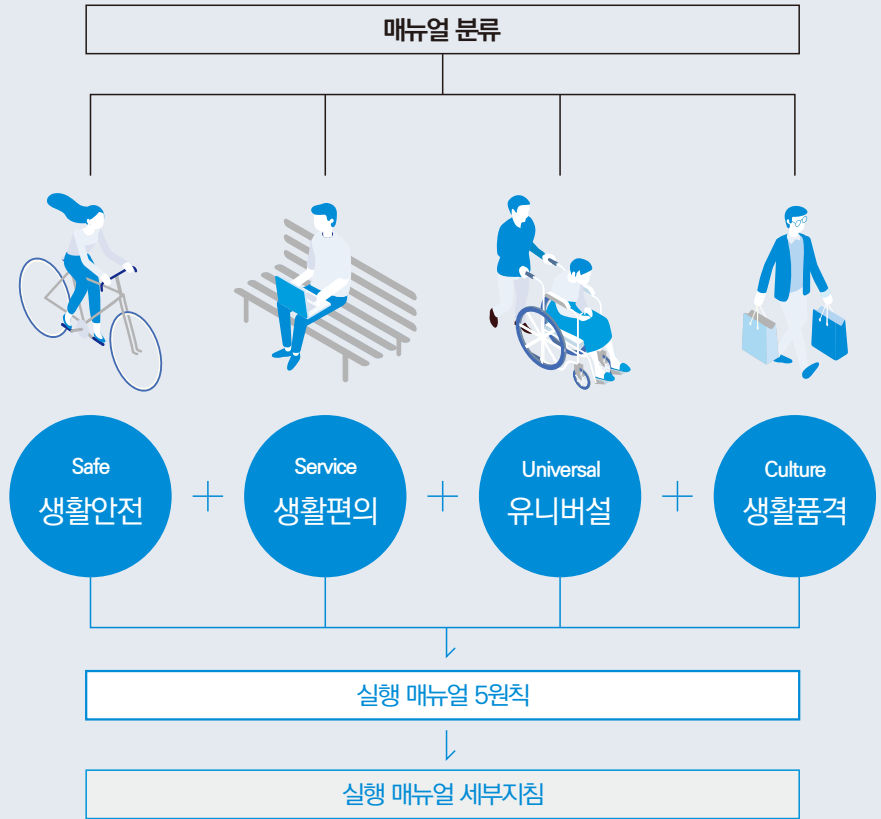 매뉴얼 분류
Safe
생활안전
Service
생활편의
Universal
유니버설
Culture
생활품격
실행 매뉴얼 5원칙
실행 매뉴얼 세부지침